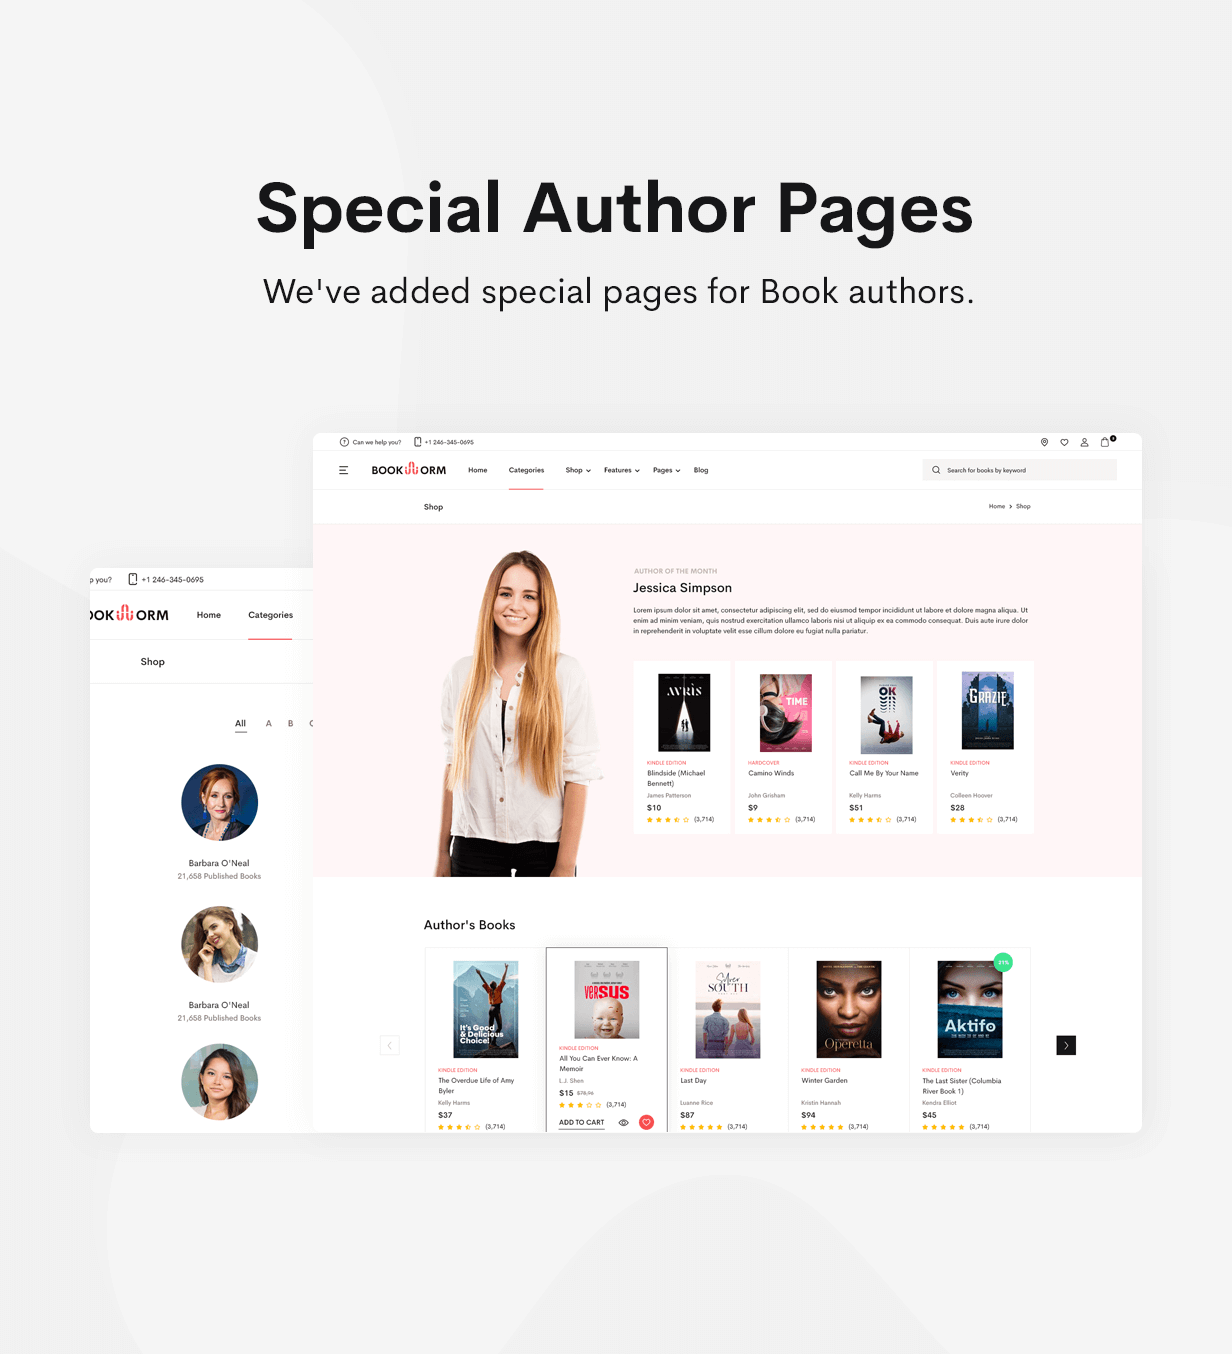 Special Author Pages
We've added special pages for Book authors.
Can we help you? +1 246-345-0695
BOOKWORM Home Categories Shop Features Pages Blog Search for books by keyword
Shop Home > Shop
AUTHOR OF THE MONTH
Jessica Simpson
Lorem ipsum dolor sit amet, consectetur adipiscing elit, sed do eiusmod tempor incididunt ut labore et dolore magna aliqua. Ut
enim ad minim veniam, quis nostrud exercitation ullamco laboris nisi ut aliquip ex ea commodo consequat. Duis aute irure dolor
in reprehenderit in voluptate velit esse cillum dolore eu fugiat nulla pariatur.
AVRIS
KINDLE EDITION
Blindside (Michael
Bennett)
James Patterson
$10
(3,714)
TIME
HARDCOVER
Camino Winds
John Grisham
$9
(3,714)
OK
KINDLE EDITION
Call Me By Your Name
Kelly Harms
$51
(3,714)
GRAZIE
KINDLE EDITION
Verity
Colleen Hoover
$28
(3,714)
Author's Books
It's Good
& Delicious
Choice!
KINDLE EDITION
The Overdue Life of Amy
Byler
Kelly Harms
$37
(3,714)
versus
KINDLE EDITION
All You Can Ever Know: A
Memoir
L.J. Shen
$15 $78,96
(3,714)
ADD TO CART
Silver
SOUTH
KINDLE EDITION
Last Day
Luanne Rice
$87
(3,714)
Operetta
KINDLE EDITION
Winter Garden
Kristin Hannah
$94
(3,714)
21%
Aktifo
KINDLE EDITION
The Last Sister (Columbia
River Book 1)
Kendra Elliot
$45
(3,714)
p you? +1 246-345-0695
OOKWORM Home Categories
Shop
All A B C
Barbara O'Neal
21,658 Published Books
Barbara O'Neal
21,658 Published Books